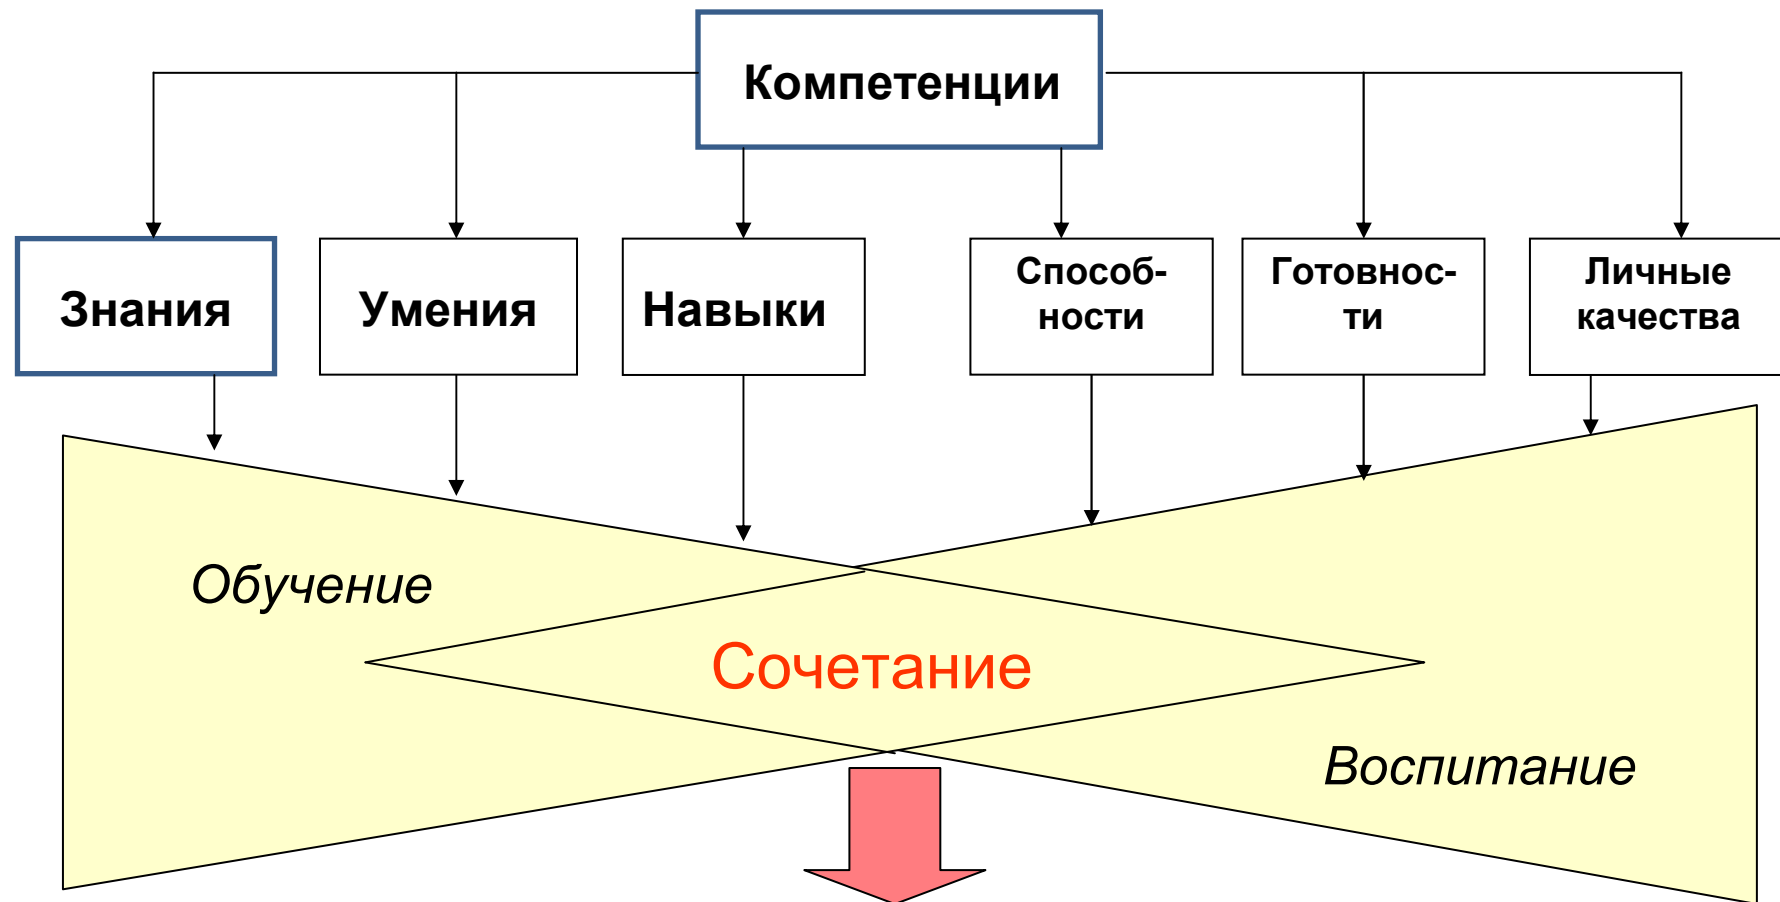 Компетенции
Знания
Умения
Навыки
Способ-
ности
Готовнос-
ти
Личные
качества
Обучение
Сочетание
Воспитание